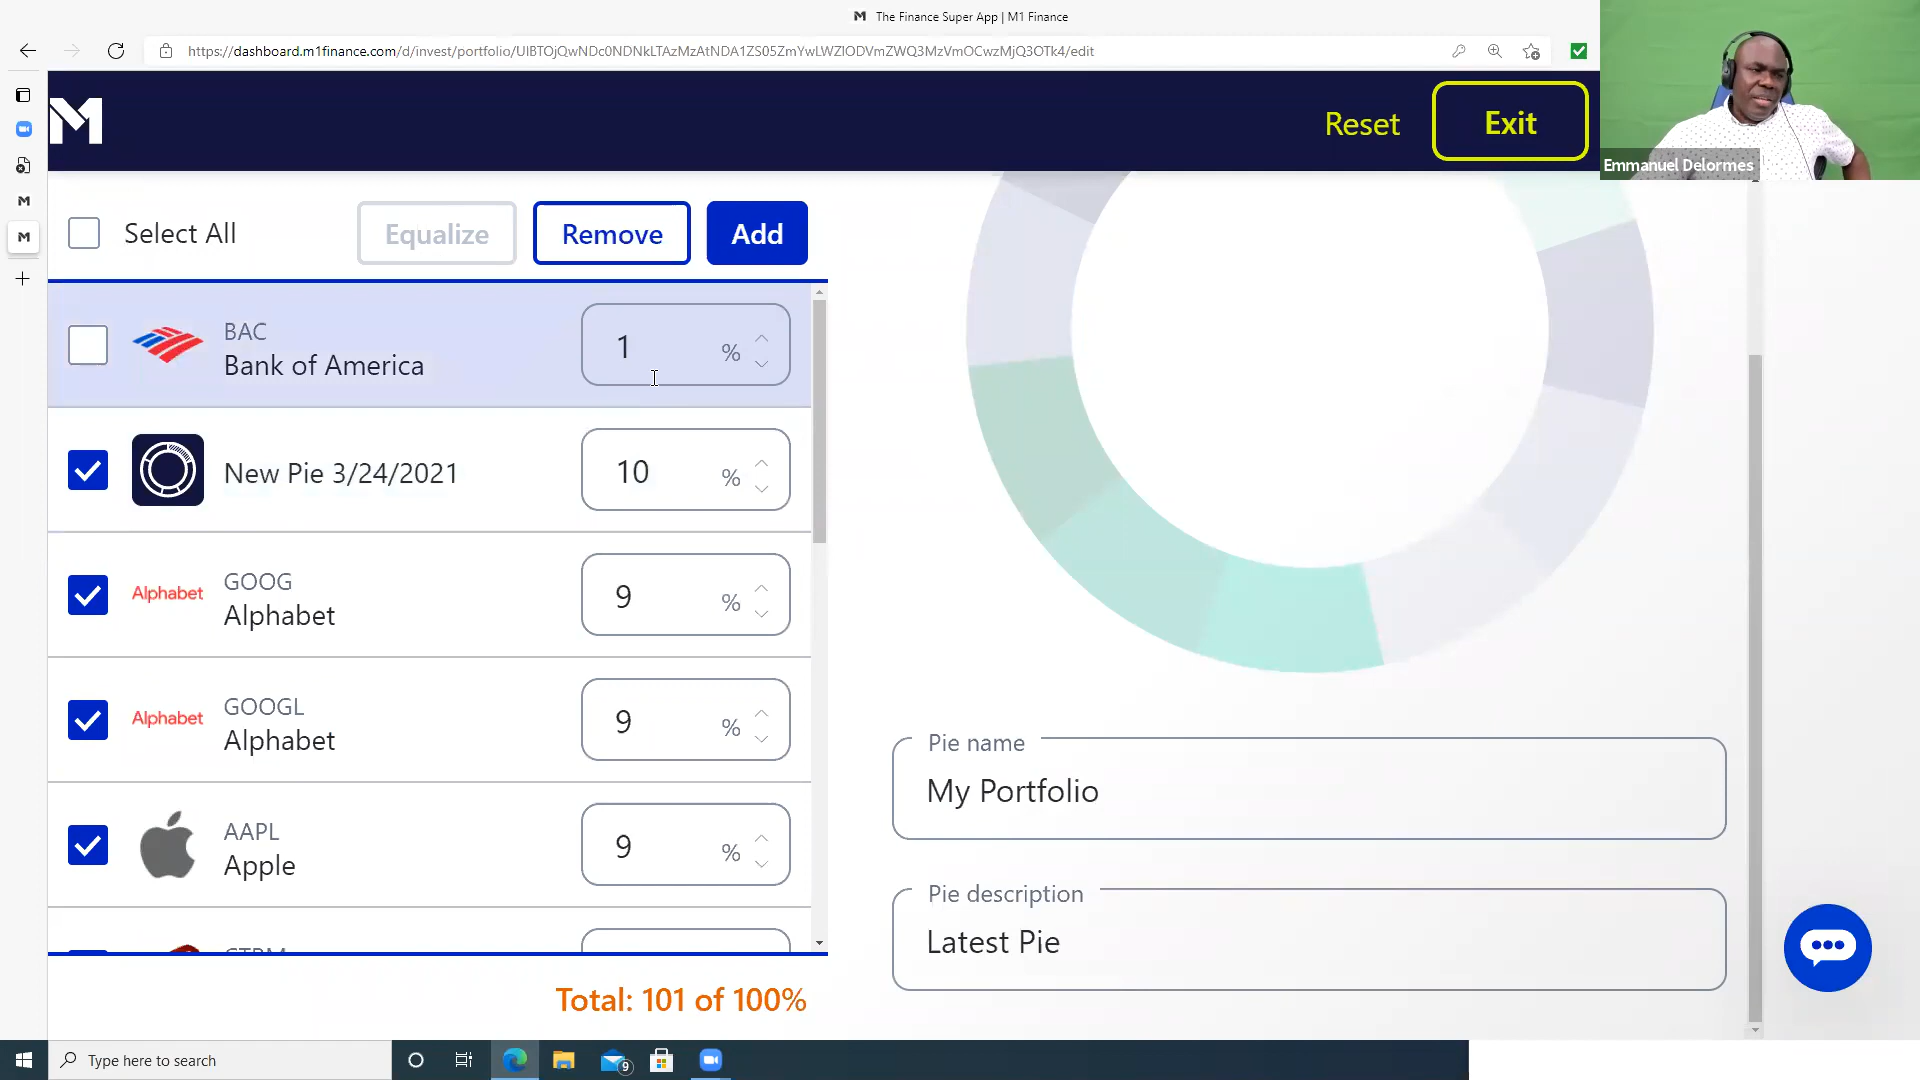 The Finance Super App | M1 Finance
https://dashboard.m1finance.com/d/invest/portfolio/UlBTOjQwNDc0NDNkLTAzMzAtNDA1ZS05ZmYwLWZlODVmZWQ3MzVmOCwzMjQ3OTk4/edit
Reset
Exit
Emmanuel Delormes
Select All
Equalize
Remove
Add
BAC
Bank of America
1 %
New Pie 3/24/2021
10 %
Alphabet
GOOG
Alphabet
9 %
Alphabet
GOOGL
Alphabet
9 %
AAPL
Apple
9 %
Total: 101 of 100%
Pie name
My Portfolio
Pie description
Latest Pie
Type here to search
9